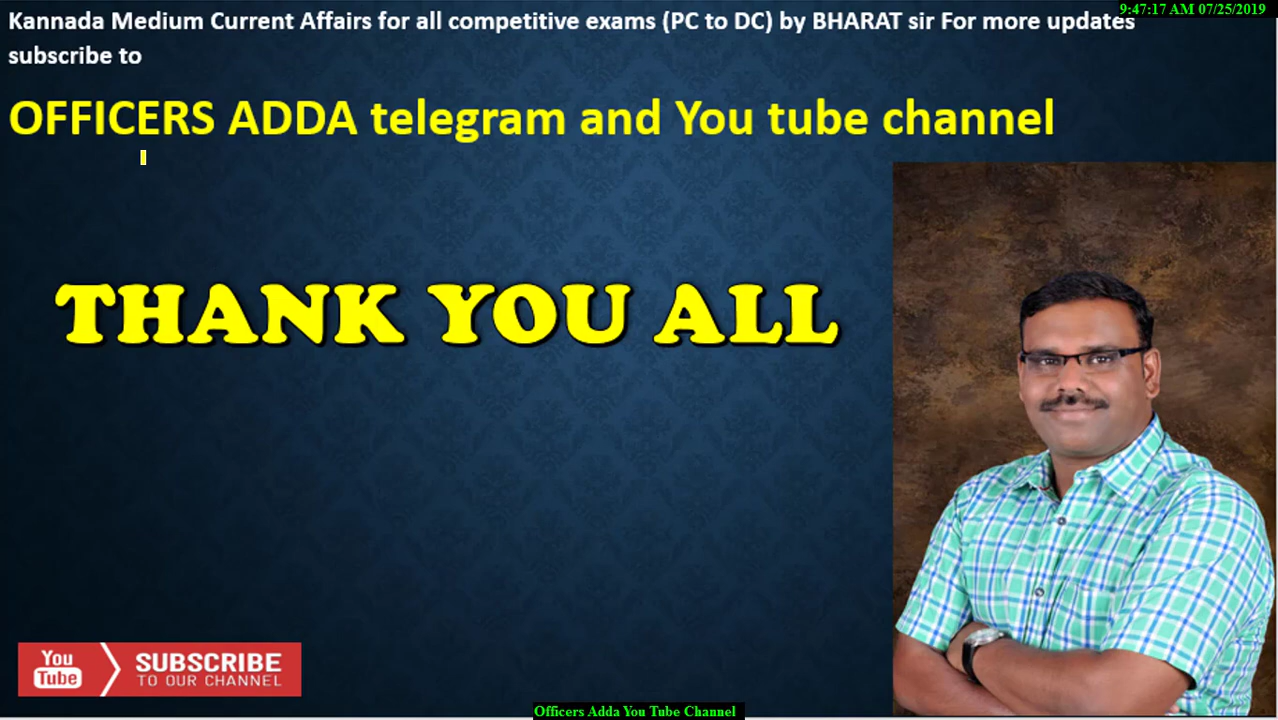 9:47:17 AM 07/25/2019
Kannada Medium Current Affairs for all competitive exams (PC to DC) by BHARAT sir For more updates
subscribe to
OFFICERS ADDA telegram and You tube channel
THANK YOU ALL
You
Tube
SUBSCRIBE
TO OUR CHANNEL
Officers Adda You Tube Channel